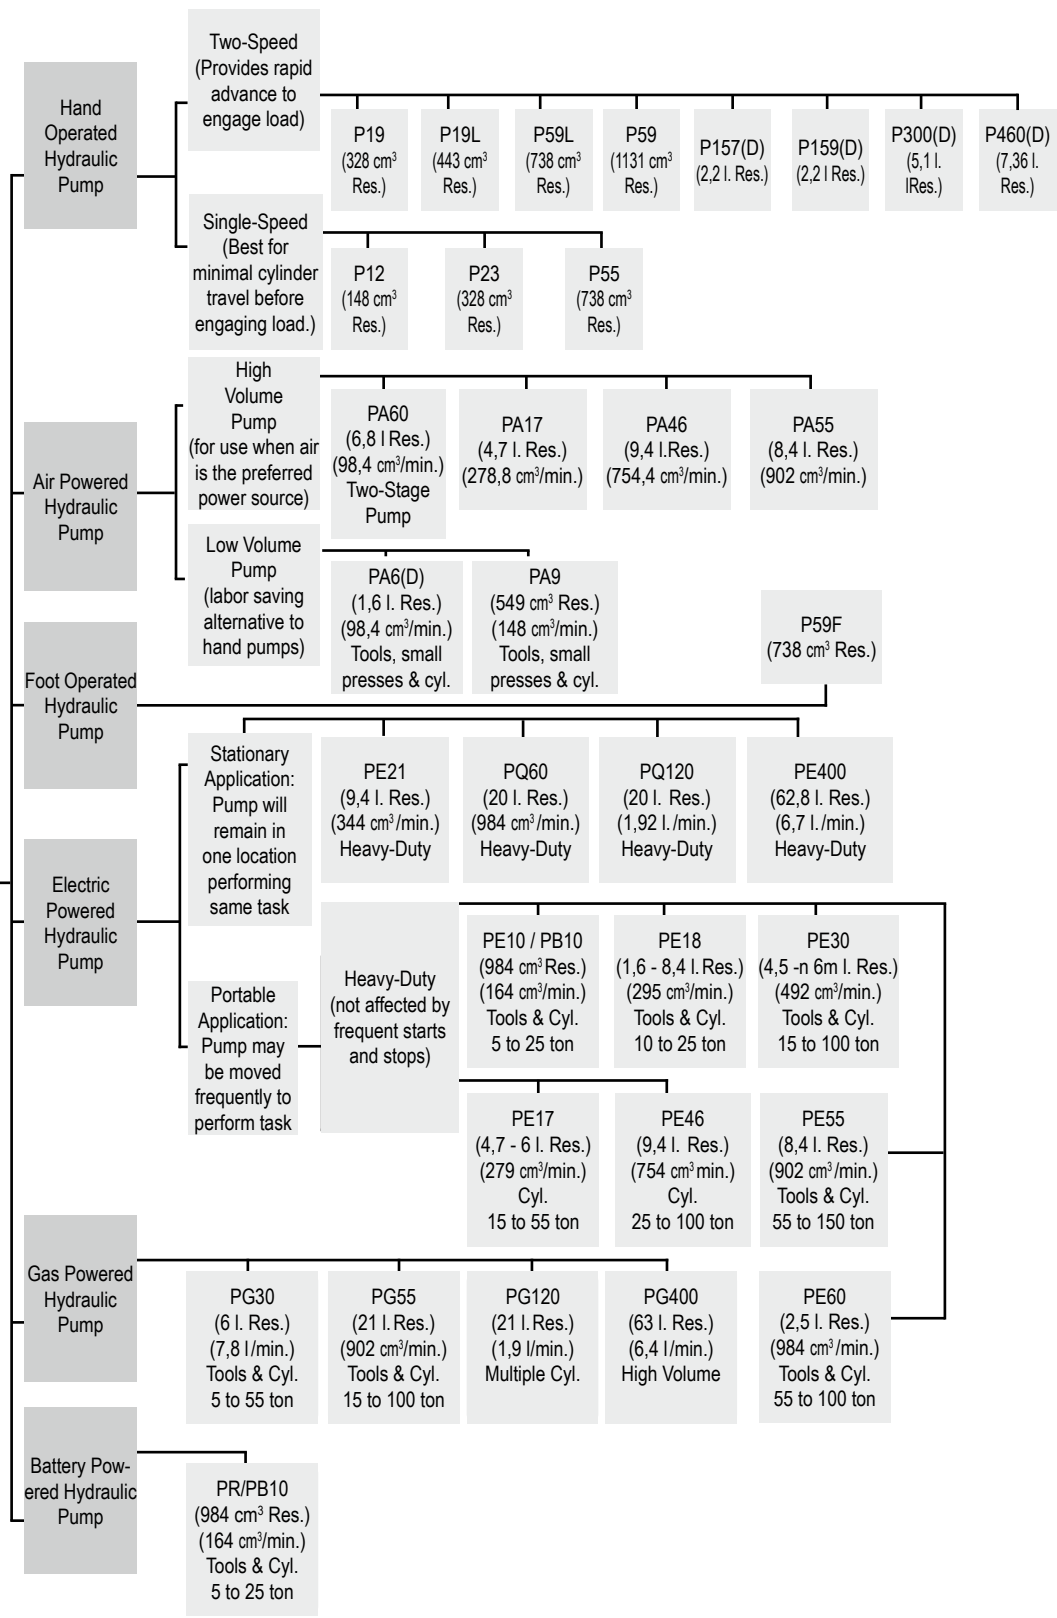 Hand
Operated
Hydraulic
Pump
Two-Speed
(Provides rapid
advance to
engage load)
P19
(328 cm³
Res.)
P19L
(443 cm³
Res.)
P59L
(738 cm³
Res.)
P59
(1131 cm³
Res.)
P157(D)
(2,2 l. Res.)
P159(D)
(2,2 l Res.)
P300(D)
(5,1 l.
lRes.)
P460(D)
(7,36 l.
Res.)
Single-Speed
(Best for
minimal cylinder
travel before
engaging load.)
P12
(148 cm³
Res.)
P23
(328 cm³
Res.)
P55
(738 cm³
Res.)
Air Powered
Hydraulic
Pump
High
Volume
Pump
(for use when air
is the preferred
power source)
PA60
(6,8 l Res.)
(98,4 cm³/min.)
Two-Stage
Pump
PA17
(4,7 l. Res.)
(278,8 cm³/min.)
PA46
(9,4 l.Res.)
(754,4 cm³/min.)
PA55
(8,4 l. Res.)
(902 cm³/min.)
Low Volume
Pump
(labor saving
alternative to
hand pumps)
PA6(D)
(1,6 l. Res.)
(98,4 cm³/min.)
Tools, small
presses & cyl.
PA9
(549 cm³ Res.)
(148 cm³/min.)
Tools, small
presses & cyl.
Foot Operated
Hydraulic
Pump
P59F
(738 cm³ Res.)
Electric
Powered
Hydraulic
Pump
Stationary
Application:
Pump will
remain in
one location
performing
same task
PE21
(9,4 l. Res.)
(344 cm³/min.)
Heavy-Duty
PQ60
(20 l. Res.)
(984 cm³/min.)
Heavy-Duty
PQ120
(20 l. Res.)
(1,92 l./min.)
Heavy-Duty
PE400
(62,8 l. Res.)
(6,7 l./min.)
Heavy-Duty
Portable
Application:
Pump may
be moved
frequently to
perform task
Heavy-Duty
(not affected by
frequent starts
and stops)
PE10 / PB10
(984 cm³ Res.)
(164 cm³/min.)
Tools & Cyl.
5 to 25 ton
PE18
(1,6 - 8,4 l. Res.)
(295 cm³/min.)
Tools & Cyl.
10 to 25 ton
PE30
(4,5 -n 6m l. Res.)
(492 cm³/min.)
Tools & Cyl.
15 to 100 ton
PE17
(4,7 - 6 l. Res.)
(279 cm³/min.)
Cyl.
15 to 55 ton
PE46
(9,4 l. Res.)
(754 cm³ min.)
Cyl.
25 to 100 ton
PE55
(8,4 l. Res.)
(902 cm³/min.)
Tools & Cyl.
55 to 150 ton
PE60
(2,5 l. Res.)
(984 cm³/min.)
Tools & Cyl.
55 to 100 ton
Gas Powered
Hydraulic
Pump
PG30
(6 l. Res.)
(7,8 l/min.)
Tools & Cyl.
5 to 55 ton
PG55
(21 l. Res.)
(902 cm³/min.)
Tools & Cyl.
15 to 100 ton
PG120
(21 l. Res.)
(1,9 l/min.)
Multiple Cyl.
PG400
(63 l. Res.)
(6,4 l/min.)
High Volume
Battery Pow-
ered Hydraulic
Pump
PR/PB10
(984 cm³ Res.)
(164 cm³/min.)
Tools & Cyl.
5 to 25 ton